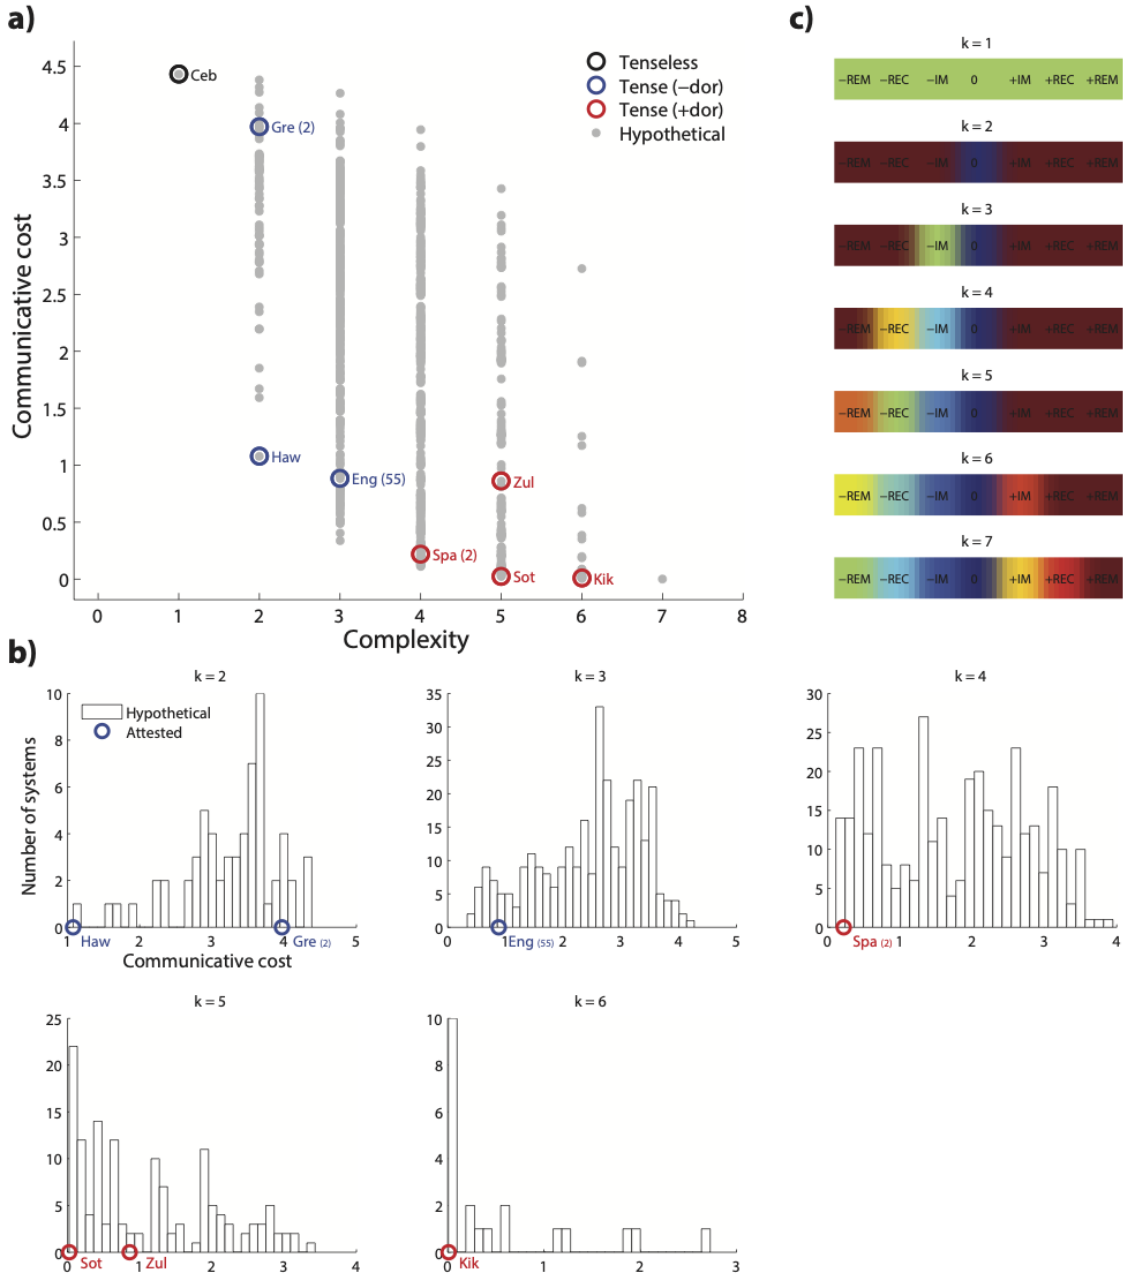 a)
Communicative cost
4.5
4
3.5
3
2.5
2
1.5
1
0.5
0
Ceb
Gre (2)
Haw
Eng (55)
Spa (2)
Zul
Sot
Kik
Tenseless
Tense (−dor)
Tense (+dor)
Hypothetical
0 1 2 3 4 5 6 7 8
Complexity
c)
k = 1
−REM −REC −IM 0 +IM +REC +REM
k = 2
−REM −REC −IM 0 +IM +REC +REM
k = 3
−REM −REC −IM 0 +IM +REC +REM
k = 4
−REM −REC −IM 0 +IM +REC +REM
k = 5
−REM −REC −IM 0 +IM +REC +REM
k = 6
−REM −REC −IM 0 +IM +REC +REM
k = 7
−REM −REC −IM 0 +IM +REC +REM
b)
k = 2
Number of systems
10
8
6
4
2
0
Hypothetical
Attested
1 2 3 4 5
Haw Gre (2)
Communicative cost
k = 3
35
30
25
20
15
10
5
0
0 1 2 3 4 5
Eng (55)
k = 4
30
25
20
15
10
5
0
0 1 2 3 4
Spa (2)
k = 5
25
20
15
10
5
0
0 1 2 3 4
Sot Zul
k = 6
10
8
6
4
2
0
0 1 2 3
Kik